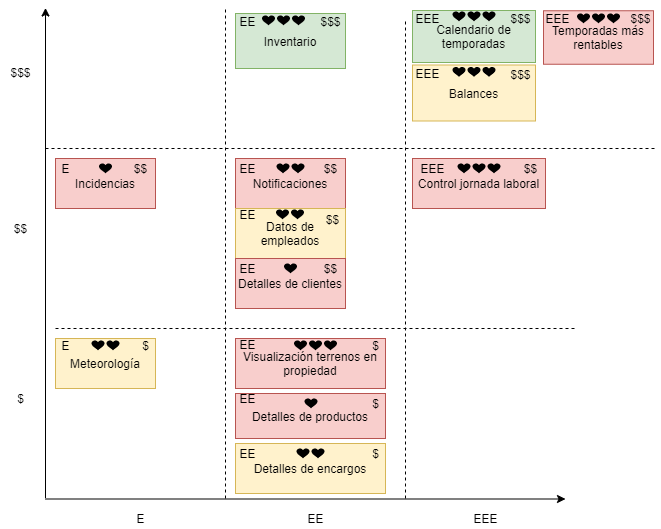 EE $$$
Inventario
EEE $$$
Calendario de
temporadas
EEE $$$
Temporadas más
rentables
$$$
EEE $$$
Balances
E $$
Incidencias
EE $$
Notificaciones
EEE $$
Control jornada laboral
$$
EE $$
Datos de
empleados
EE $$
Detalles de clientes
E $
Meteorología
EE $
Visualización terrenos en
propiedad
$
EE $
Detalles de productos
EE $
Detalles de encargos
E EE EEE